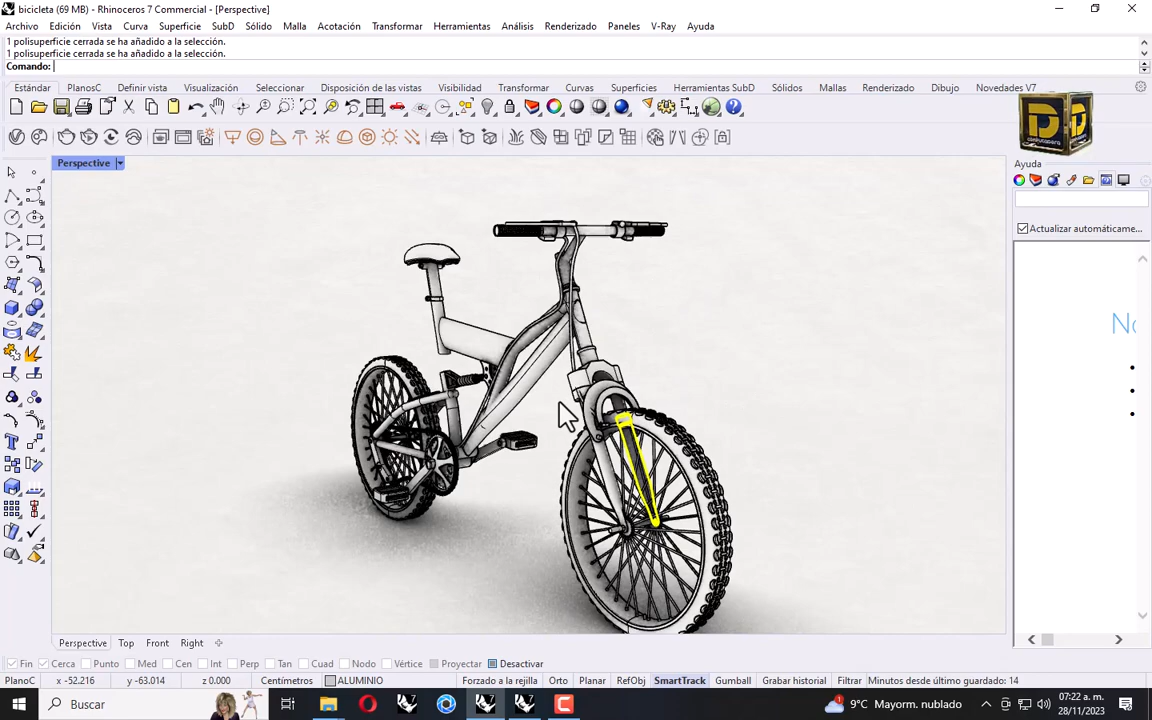 bicicleta (69 MB) - Rhinoceros 7 Commercial - [Perspective]
Archivo Edición Vista Curva Superficie SubD Sólido Malla Acotación Transformar Herramientas Análisis Renderizado Paneles V-Ray Ayuda
1 polisuperficie cerrada se ha añadido a la selección.
1 polisuperficie cerrada se ha añadido a la selección.
Comando:
Estándar PlanosC Definir vista Visualización Seleccionar Disposición de las vistas Visibilidad Transformar Curvas Superficies Sólidos Mallas Renderizado Dibujo Novedades V7
Perspective
Ayuda
Actualizar automáticame...
Perspective Top Front Right
Fin Cerca Punto Med Cen Int Perp Tan Cuad Nodo Vértice Proyectar Desactivar
PlanoC x -52.216 y -63.014 z 0.000 Centímetros ALUMINIO Forzado a la rejilla Orto Planar RefObj SmartTrack Gumball Grabar historial Filtrar Minutos desde último guardado: 14
Buscar
1
9°C Mayorm. nublado
07:22 a. m.
28/11/2023